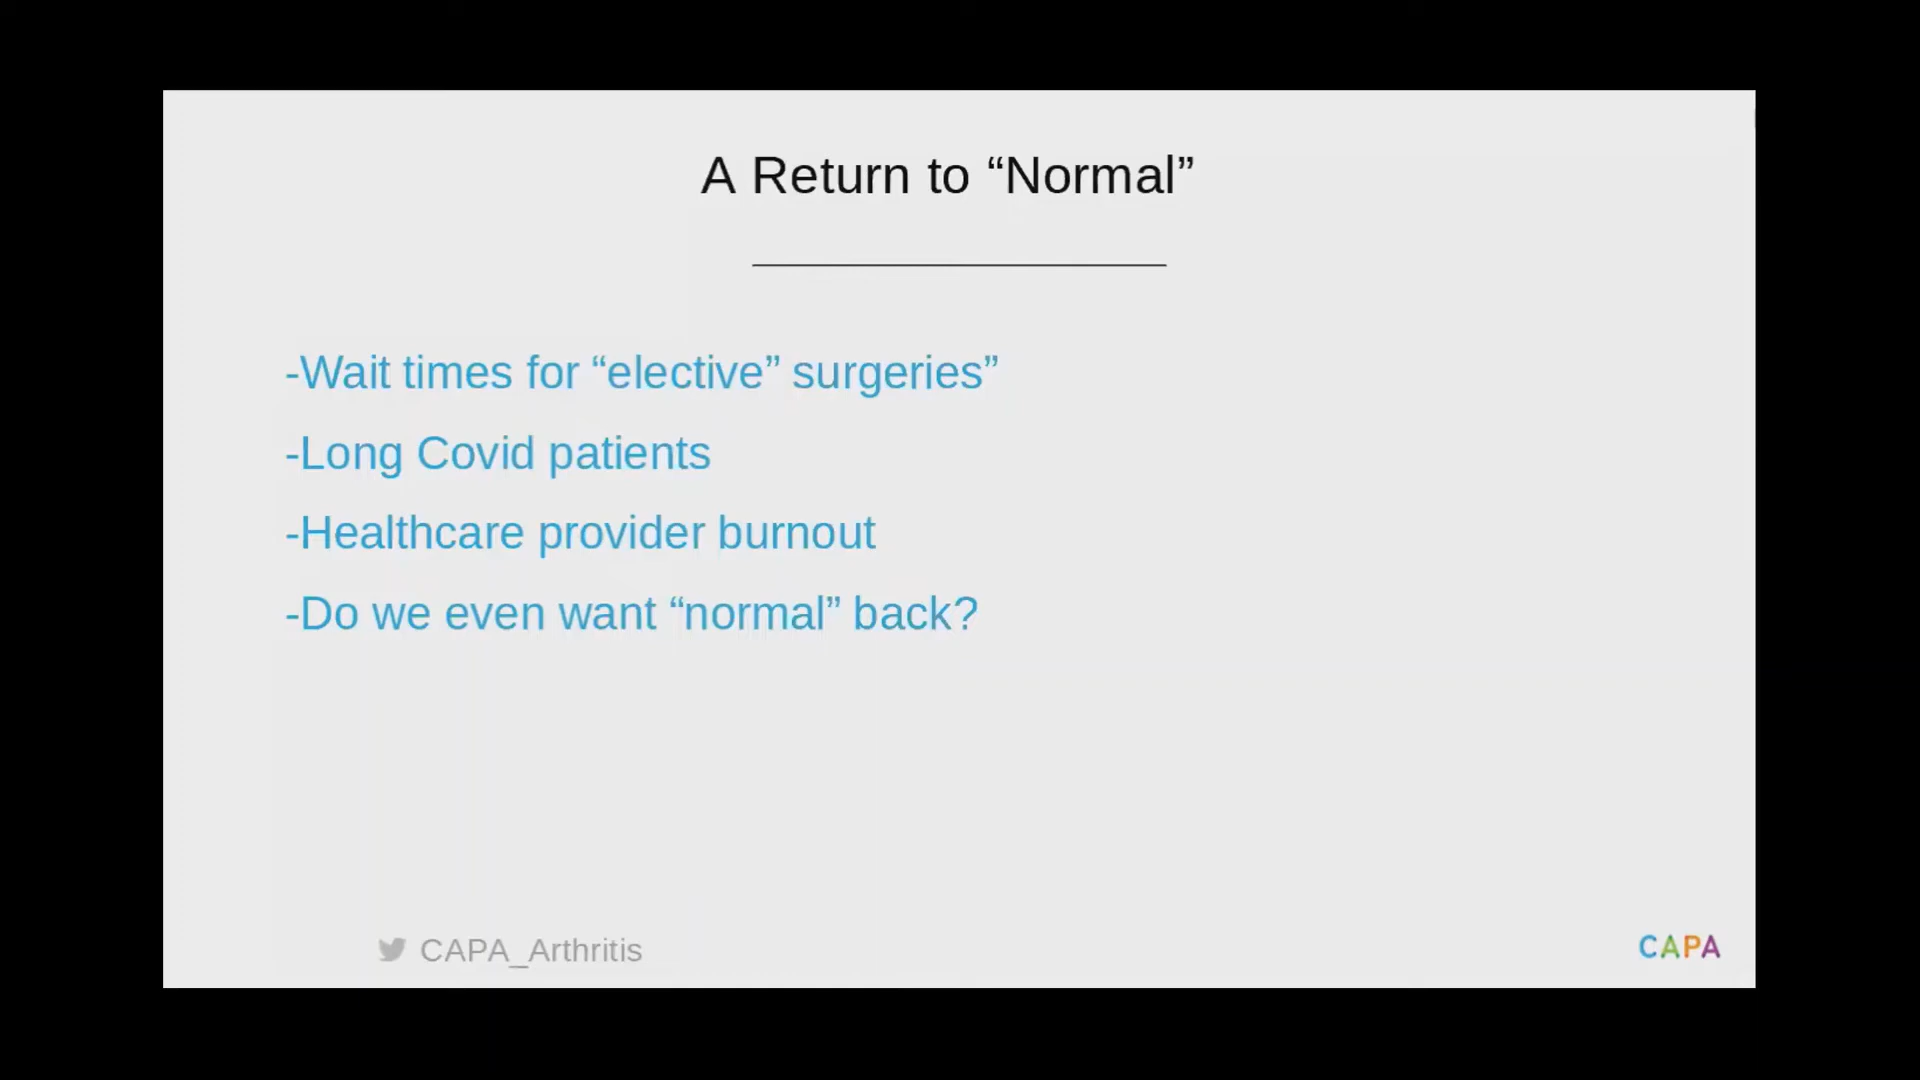 A Return to “Normal”
-Wait times for “elective” surgeries”
-Long Covid patients
-Healthcare provider burnout
-Do we even want “normal” back?
CAPA_Arthritis
CAPA